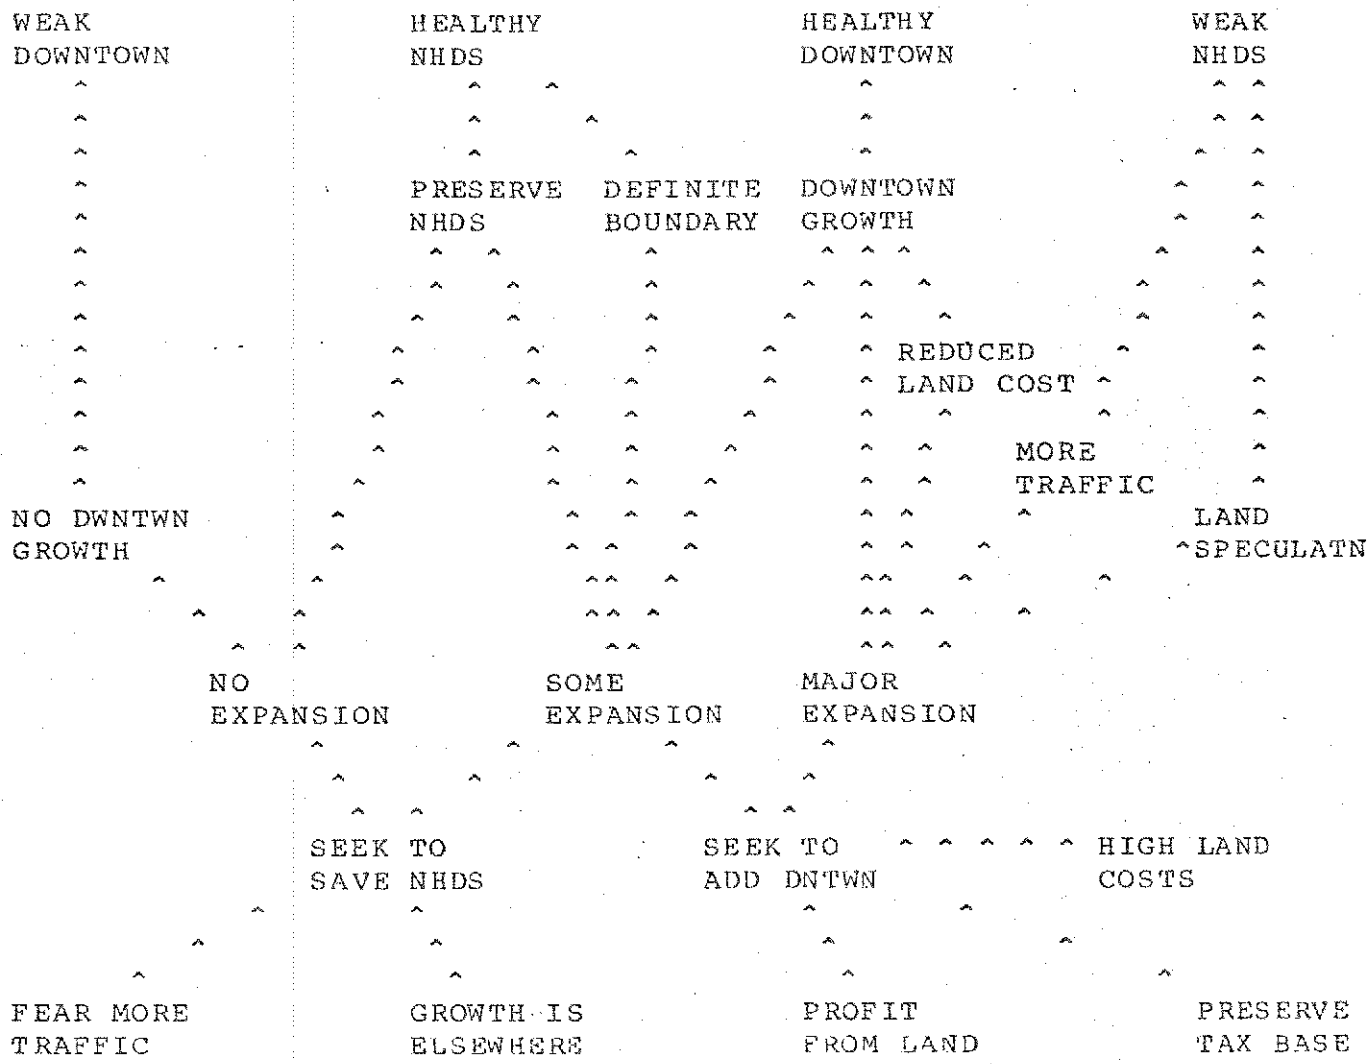 WEAK HEALTHY HEALTHY WEAK
DOWNTOWN NHDS DOWNTOWN NHDS
PRESERVE DEFINITE DOWNTOWN
NHDS BOUNDARY GROWTH
REDUCED
LAND COST
MORE
TRAFFIC
NO DWNTWN LAND
GROWTH SPECULATN
NO SOME MAJOR
EXPANSION EXPANSION EXPANSION
SEEK TO SEEK TO HIGH LAND
SAVE NHDS ADD DNTWN COSTS
FEAR MORE GROWTH IS PROFIT PRESERVE
TRAFFIC ELSEWHERE FROM LAND TAX BASE